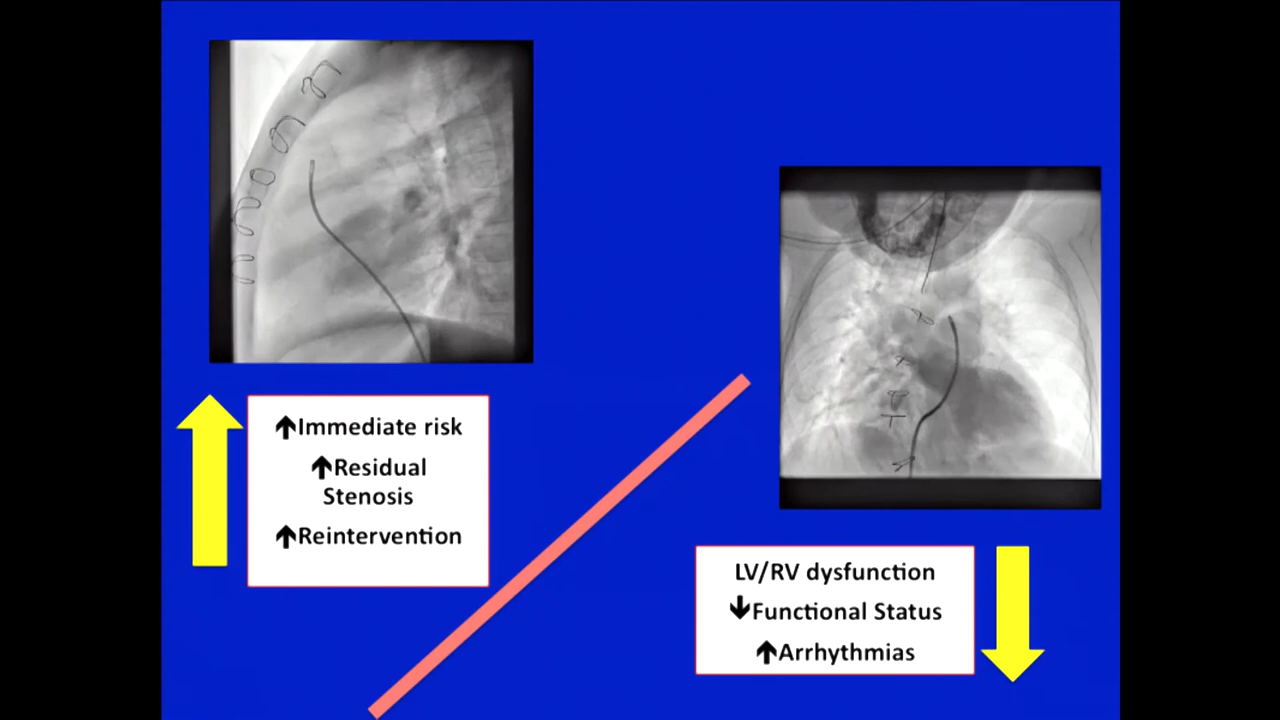 ↑Immediate risk
↑Residual
Stenosis
↑Reintervention
LV/RV dysfunction
↓Functional Status
↑Arrhythmias